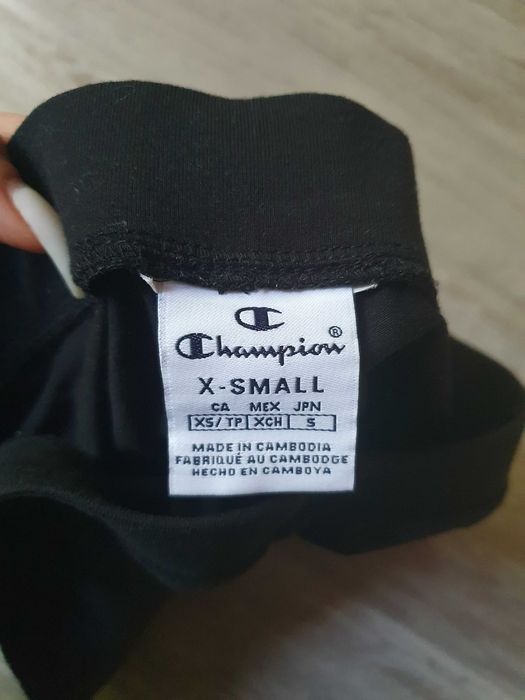 Champion®
X-SMALL
CA MEX JPN
XS/TP XCH S
MADE IN CAMBODIA
FABRIQUÉ AU CAMBODGE
HECHO EN CAMBOYA